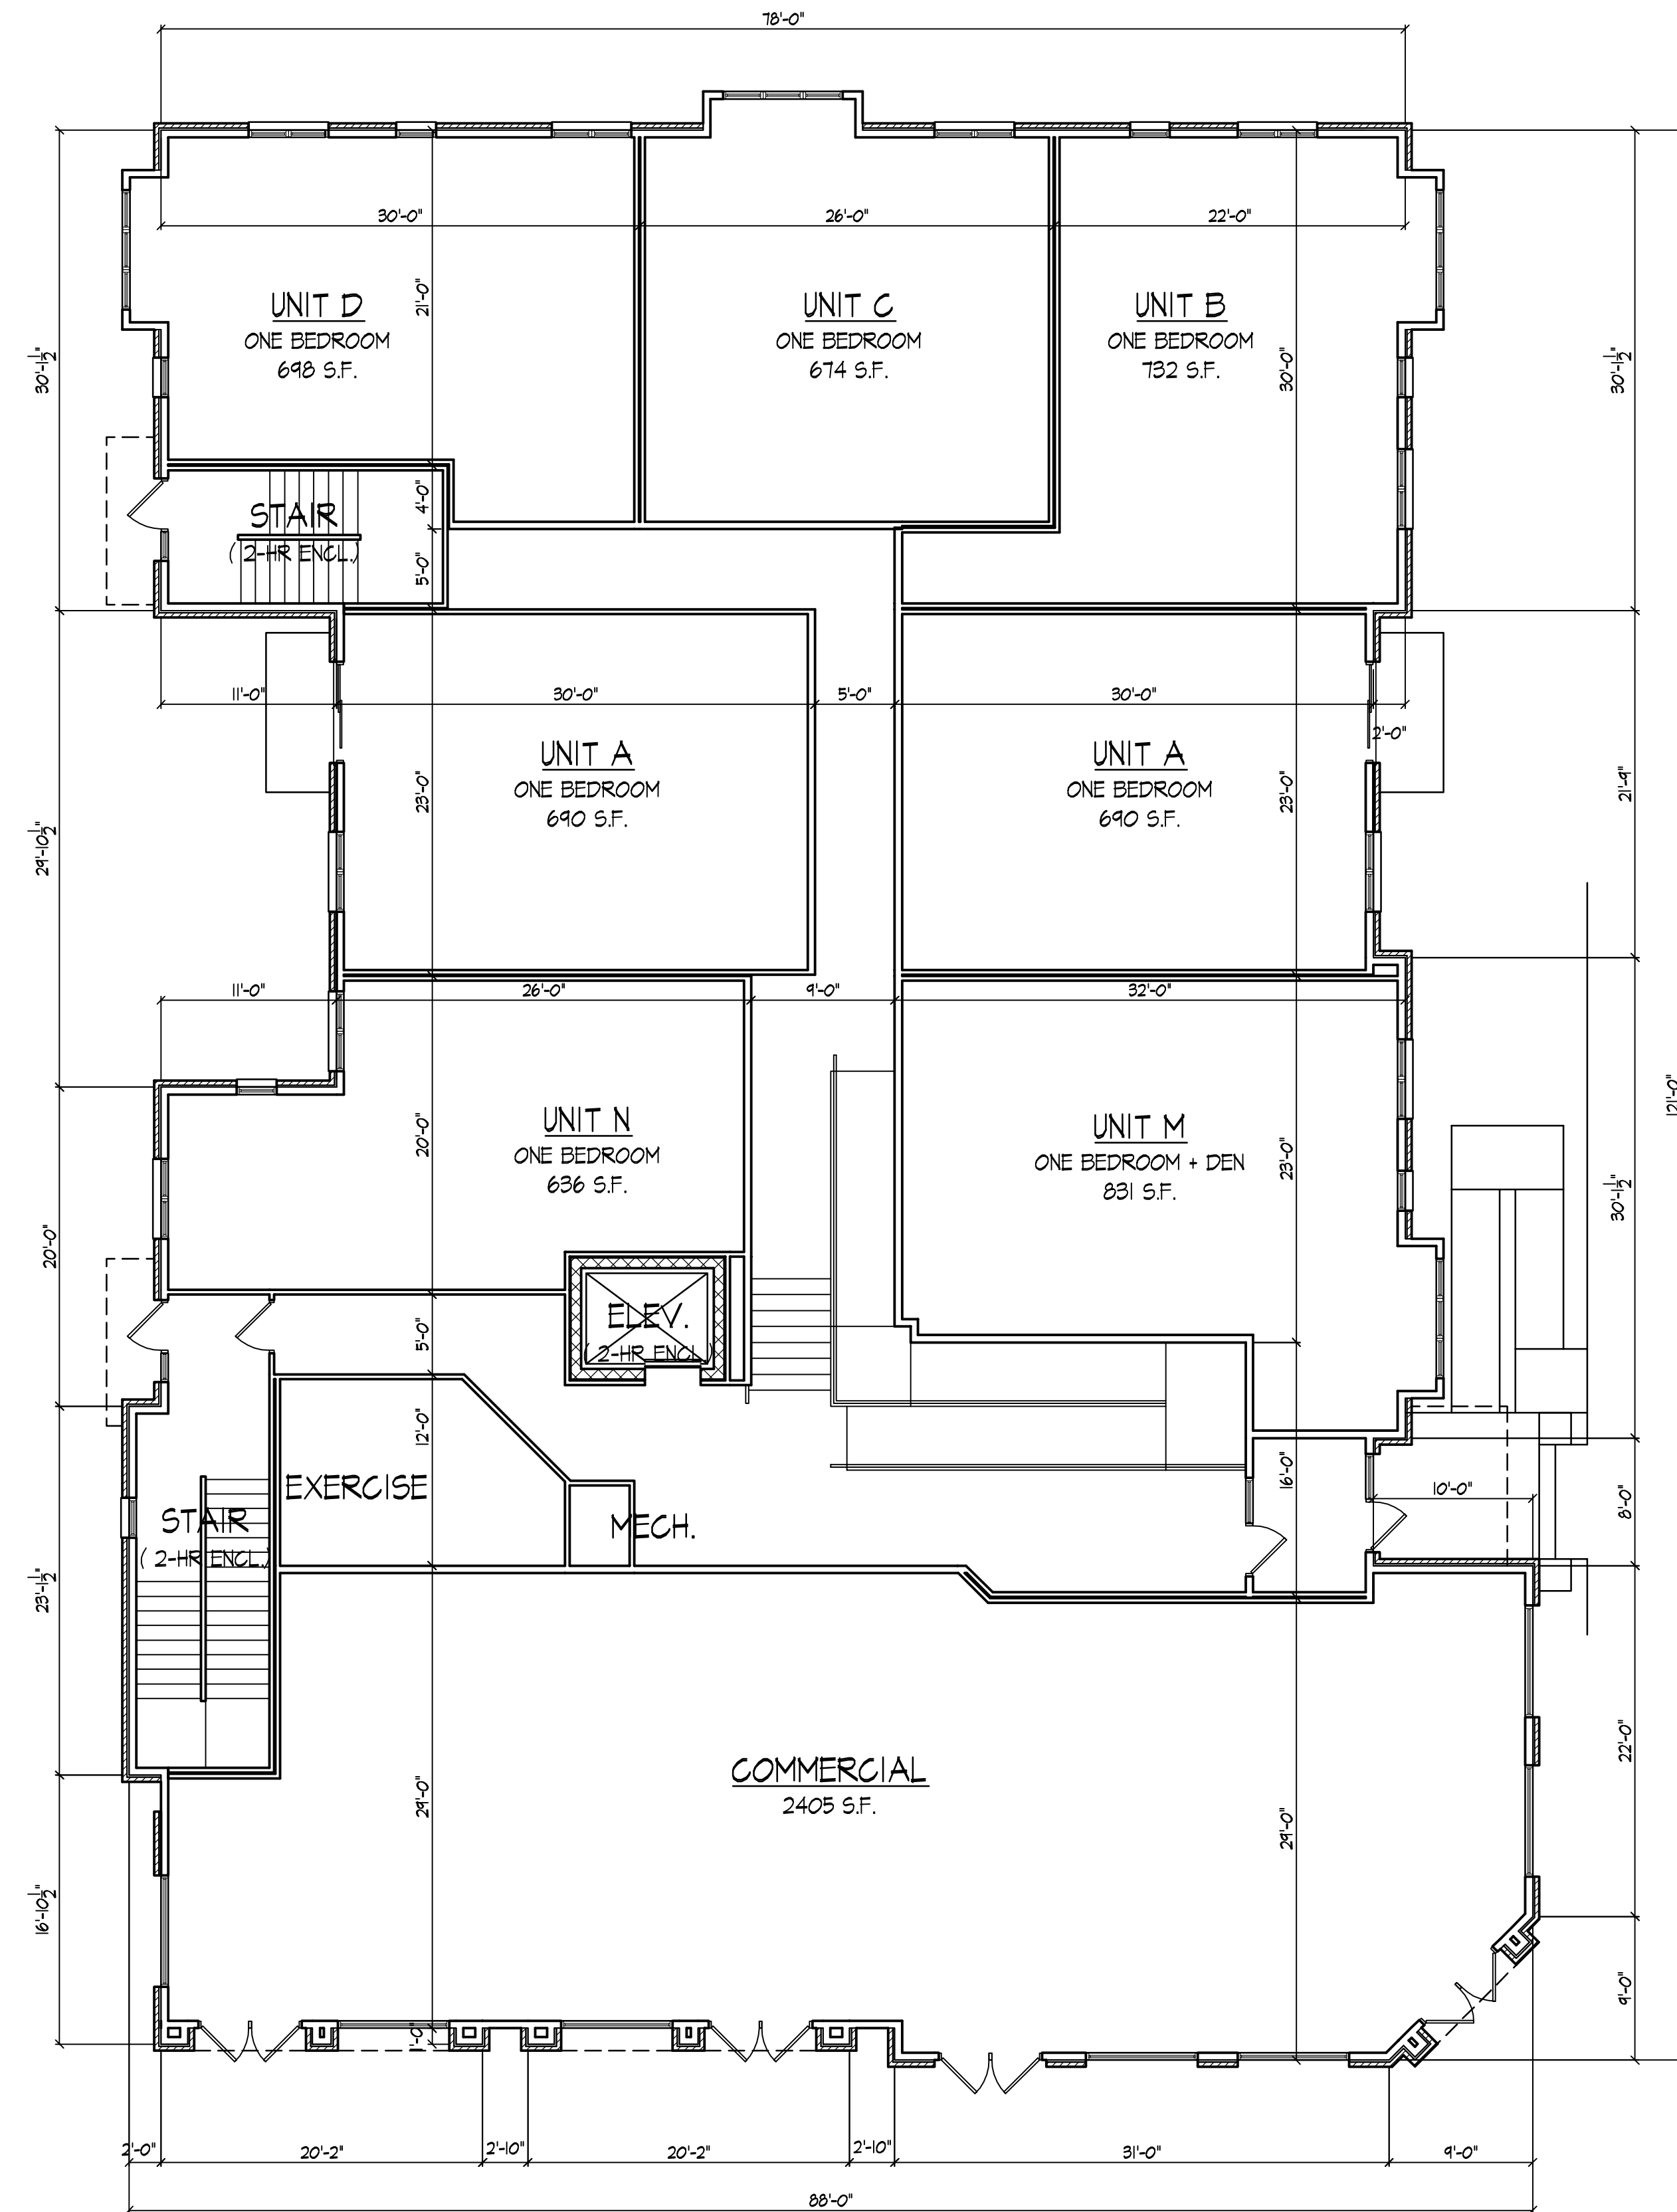 78'-0"
30'-0"
26'-0"
22'-0"
UNIT D
ONE BEDROOM
698 S.F.
UNIT C
ONE BEDROOM
674 S.F.
UNIT B
ONE BEDROOM
732 S.F.
21'-0"
30'-0"
30'-1 1/2"
30'-1 1/2"
STAIR
( 2-HR ENCL.)
4'-0"
5'-0"
11'-0"
30'-0"
5'-0"
30'-0"
2'-0"
UNIT A
ONE BEDROOM
690 S.F.
UNIT A
ONE BEDROOM
690 S.F.
23'-0"
23'-0"
21'-9"
29'-10 1/2"
11'-0"
26'-0"
9'-0"
32'-0"
121'-0"
UNIT N
ONE BEDROOM
636 S.F.
UNIT M
ONE BEDROOM + DEN
831 S.F.
20'-0"
23'-0"
30'-1 1/2"
20'-0"
ELEV.
( 2-HR ENCL.)
5'-0"
12'-0"
EXERCISE
MECH.
16'-0"
10'-0"
8'-0"
STAIR
( 2-HR ENCL.)
23'-1 1/2"
COMMERCIAL
2405 S.F.
29'-0"
29'-0"
22'-0"
16'-10 1/2"
9'-0"
1'-0"
2'-0"
20'-2"
2'-10"
20'-2"
2'-10"
31'-0"
9'-0"
88'-0"